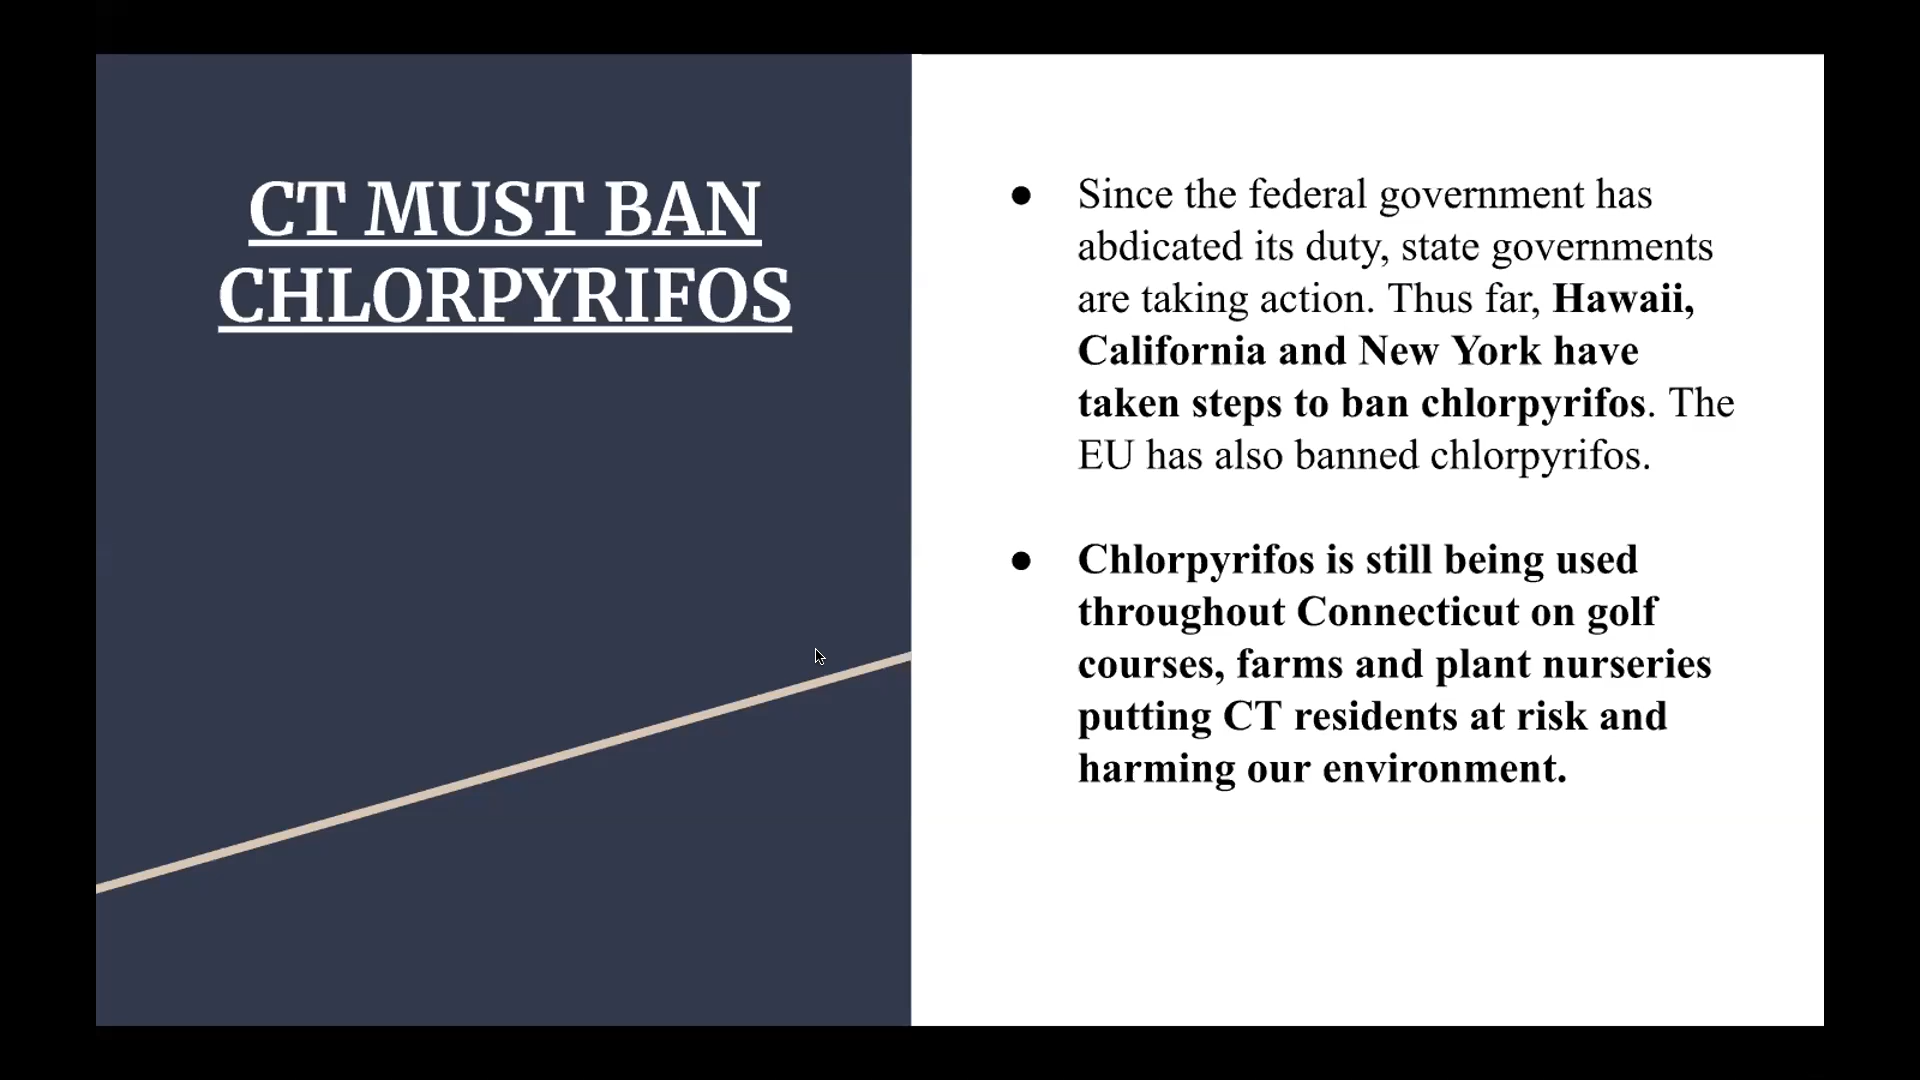 CT MUST BAN
CHLORPYRIFOS
● Since the federal government has
abdicated its duty, state governments
are taking action. Thus far, Hawaii,
California and New York have
taken steps to ban chlorpyrifos. The
EU has also banned chlorpyrifos.
● Chlorpyrifos is still being used
throughout Connecticut on golf
courses, farms and plant nurseries
putting CT residents at risk and
harming our environment.